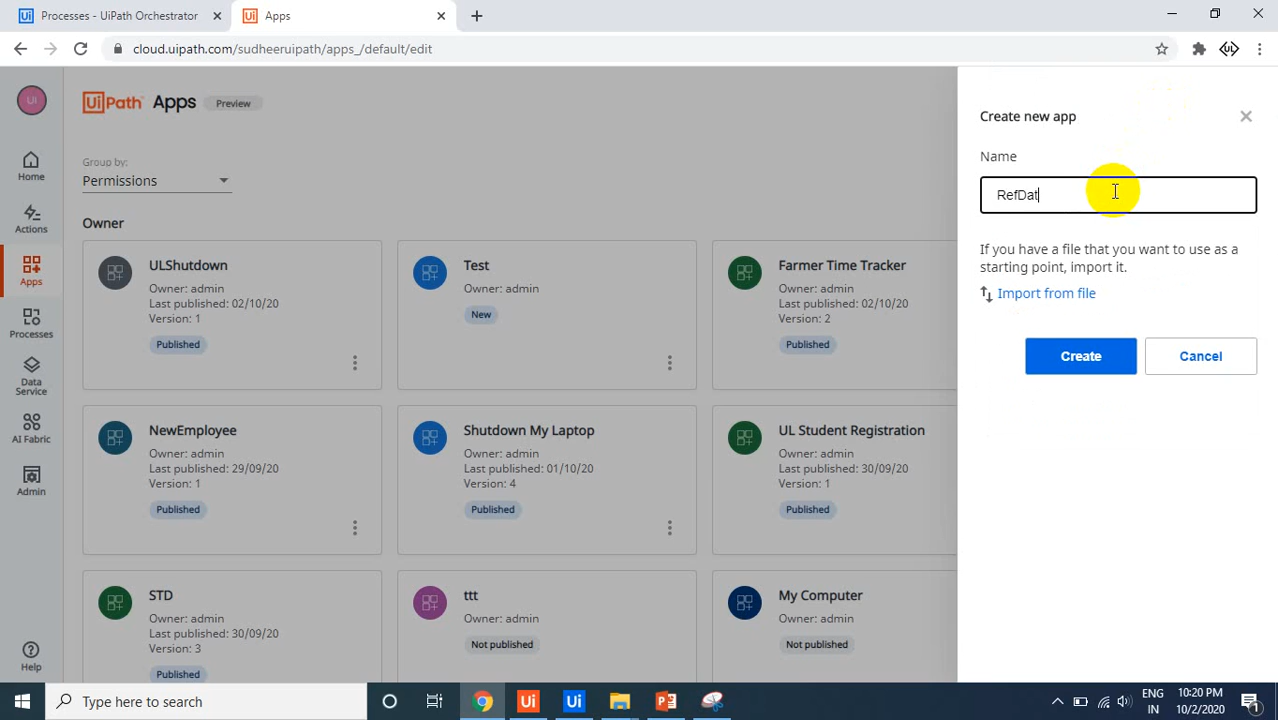 Processes - UiPath Orchestrator
Apps
cloud.uipath.com/sudheeruipath/apps_/default/edit
UI
UiPath Apps
Preview
Home
Actions
Apps
Processes
Data Service
AI Fabric
Admin
Help
Group by:
Permissions
Owner
ULShutdown
Owner: admin
Last published: 02/10/20
Version: 1
Published
Test
Owner: admin
New
Farmer Time Tracker
Owner: admin
Last published: 02/10/20
Version: 2
Published
NewEmployee
Owner: admin
Last published: 29/09/20
Version: 1
Published
Shutdown My Laptop
Owner: admin
Last published: 01/10/20
Version: 4
Published
UL Student Registration
Owner: admin
Last published: 30/09/20
Version: 1
Published
STD
Owner: admin
Last published: 30/09/20
Version: 3
Published
ttt
Owner: admin
Not published
My Computer
Owner: admin
Not published
Create new app
Name
RefDat
If you have a file that you want to use as a
starting point, import it.
Import from file
Create
Cancel
Type here to search
ENG
IN
10:20 PM
10/2/2020
1